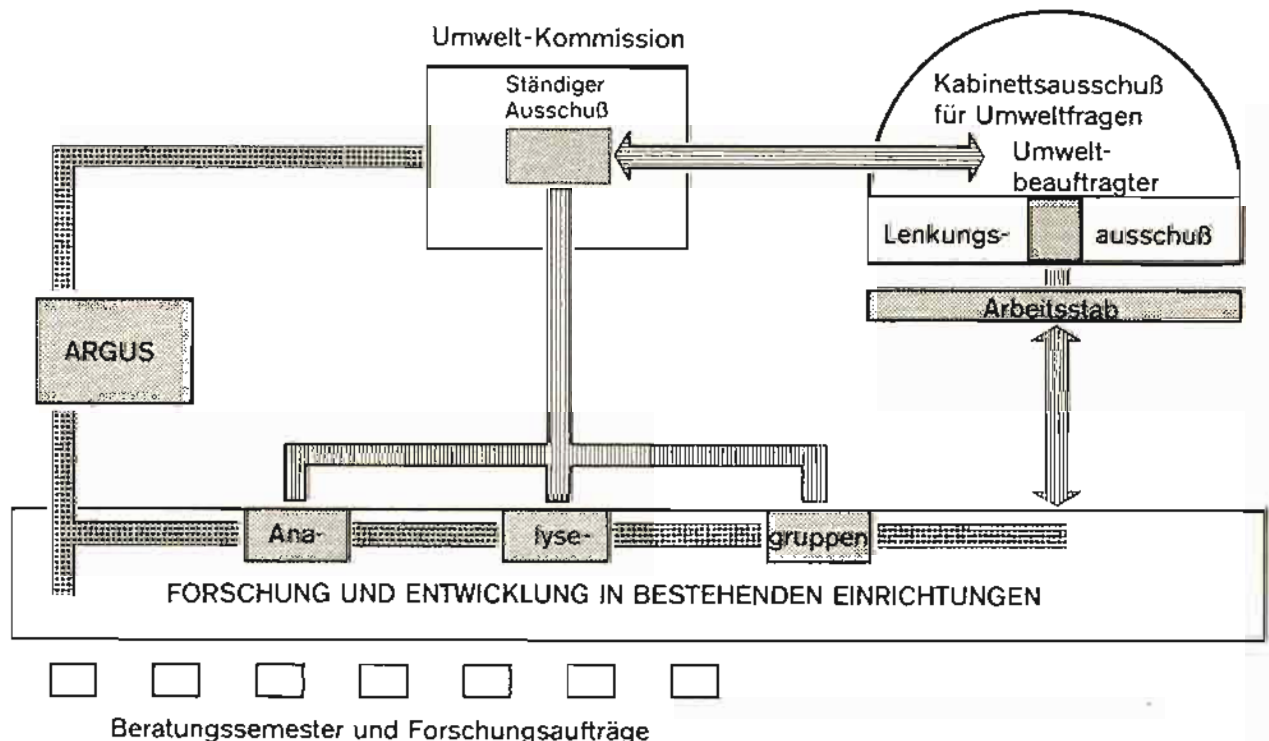 Umwelt-Kommission
Ständiger
Ausschuß
Kabinettsausschuß
für Umweltfragen
Umwelt-
beauftragter
Lenkungs- ausschuß
Arbeitsstab
ARGUS
Ana- lyse- gruppen
FORSCHUNG UND ENTWICKLUNG IN BESTEHENDEN EINRICHTUNGEN
Beratungssemester und Forschungsaufträge